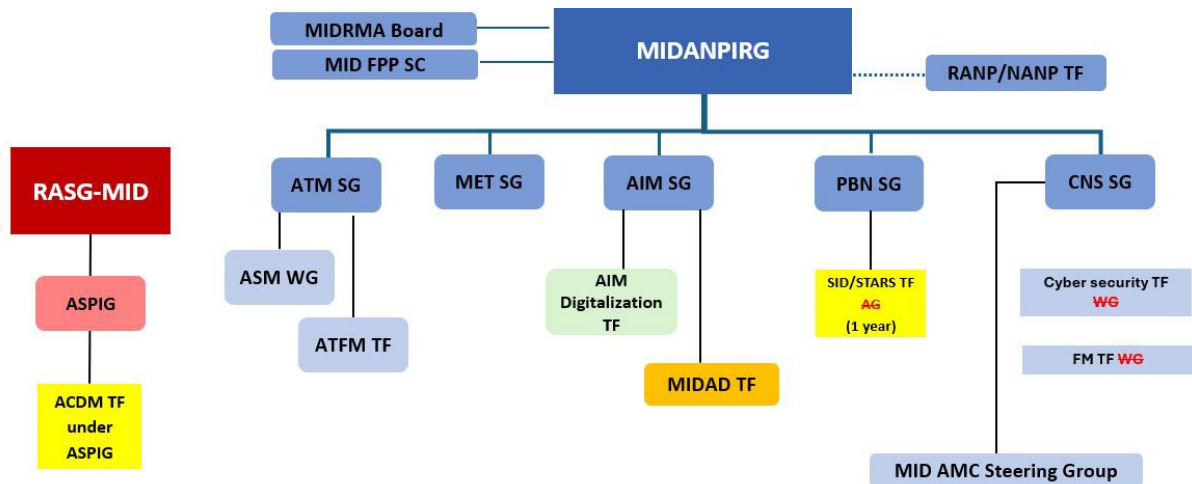 MIDRMA Board
MID FPP SC
MIDANPIRG
RANP/NANP TF
RASG-MID
ASPIG
ACDM TF
under
ASPIG
ATM SG
MET SG
AIM SG
PBN SG
CNS SG
ASM WG
ATFM TF
AIM
Digitalization
TF
MIDAD TF
SID/STARS TF
AG
(1 year)
Cyber security TF
WG
FM TF WG
MID AMC Steering Group